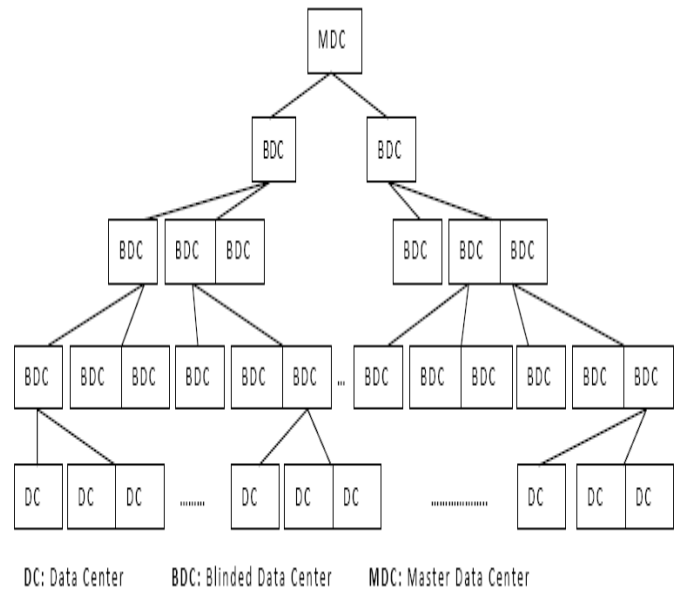 MDC
BDC BDC
BDC BDC BDC BDC BDC BDC
BDC BDC BDC BDC BDC BDC ... BDC BDC BDC BDC BDC BDC
DC DC DC ......... DC DC DC .................. DC DC DC
DC: Data Center BDC: Blinded Data Center MDC: Master Data Center